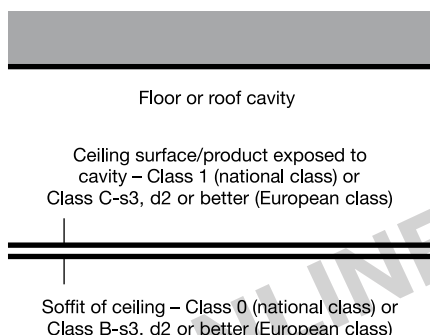 Floor or roof cavity
Ceiling surface/product exposed to
cavity – Class 1 (national class) or
Class C-s3, d2 or better (European class)
Soffit of ceiling – Class 0 (national class) or
Class B-s3, d2 or better (European class)